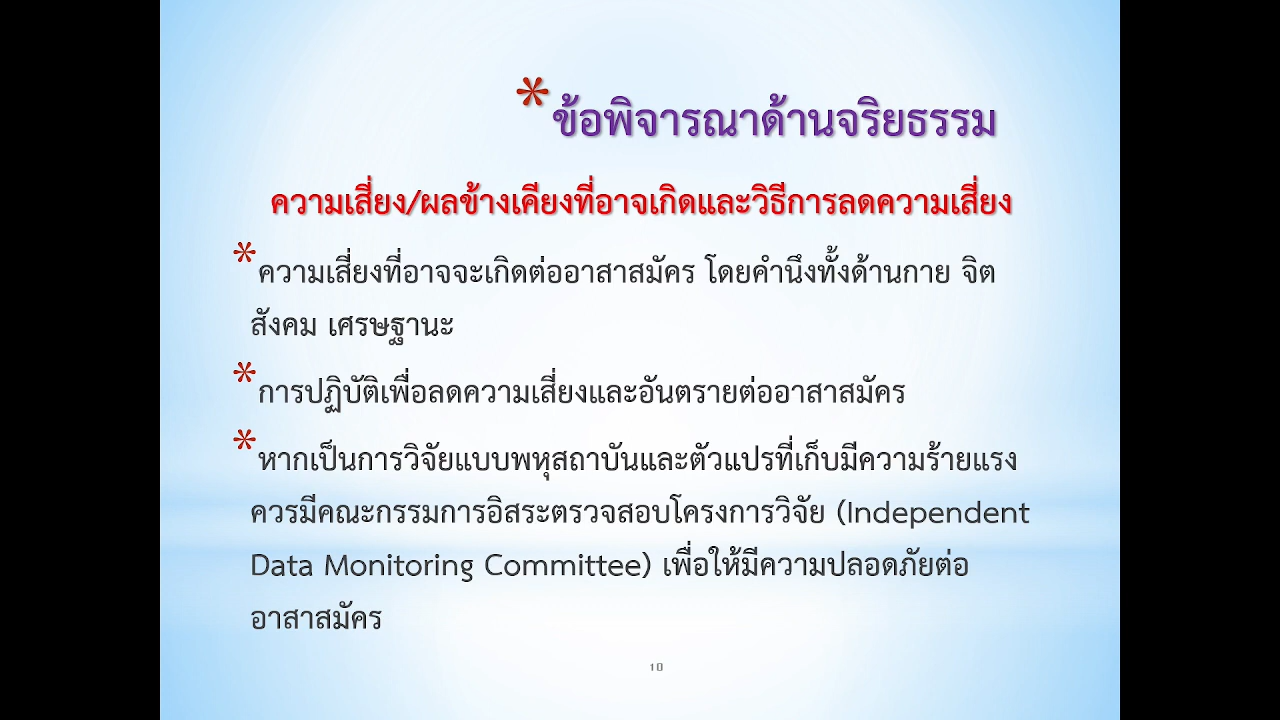 *ข้อพิจารณาด้านจริยธรรม
ความเสี่ยง/ผลข้างเคียงที่อาจเกิดและวิธีการลดความเสี่ยง
*ความเสี่ยงที่อาจจะเกิดต่ออาสาสมัคร โดยคำนึงทั้งด้านกาย จิต
สังคม เศรษฐานะ
*การปฏิบัติเพื่อลดความเสี่ยงและอันตรายต่ออาสาสมัคร
*หากเป็นการวิจัยแบบพหุสถาบันและตัวแปรที่เก็บมีความร้ายแรง
ควรมีคณะกรรมการอิสระตรวจสอบโครงการวิจัย (Independent
Data Monitoring Committee) เพื่อให้มีความปลอดภัยต่อ
อาสาสมัคร
10